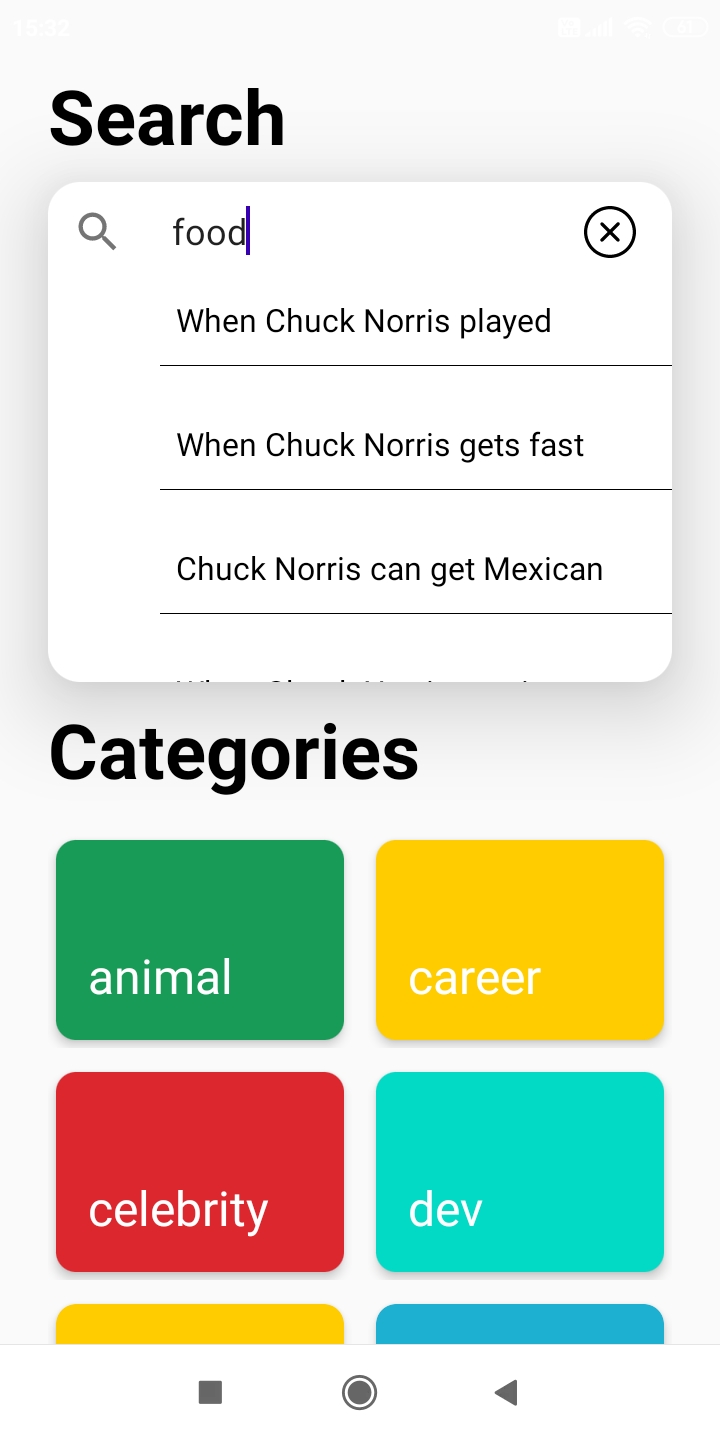 15:32
Search
food
When Chuck Norris played
When Chuck Norris gets fast
Chuck Norris can get Mexican
Categories
animal
career
celebrity
dev